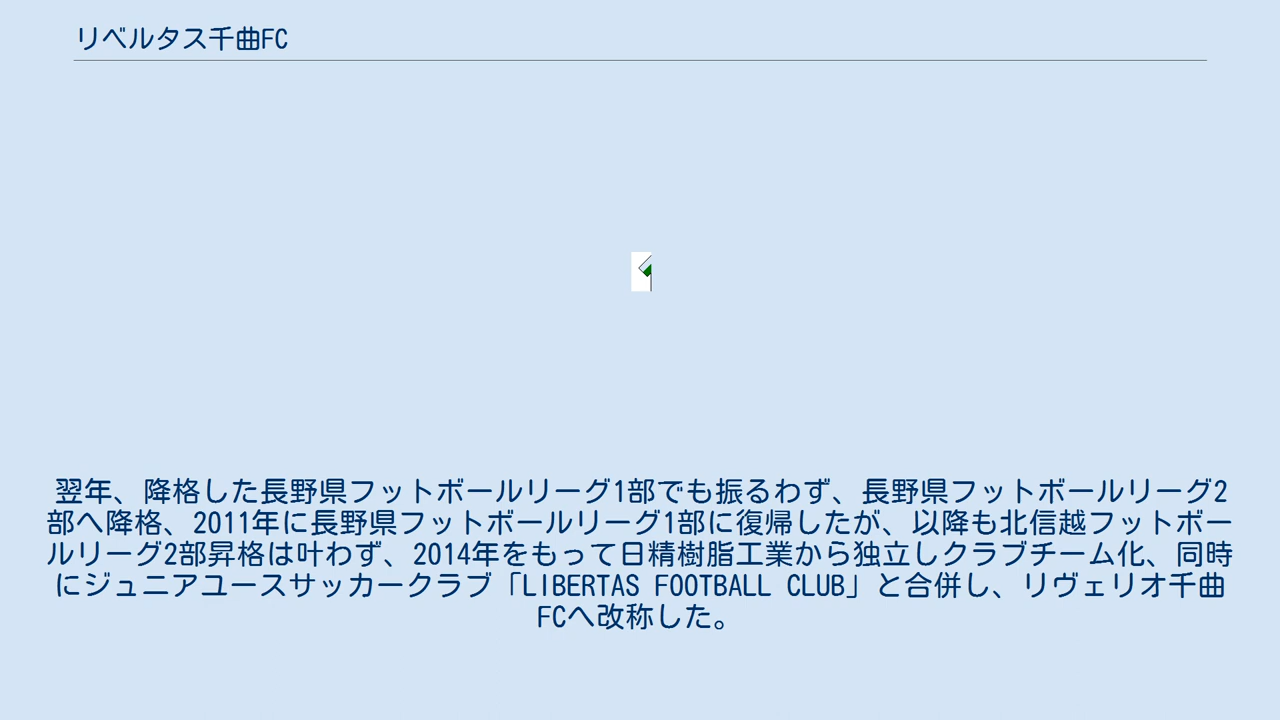 リベルタス千曲FC
翌年、降格した長野県フットボールリーグ1部でも振るわず、長野県フットボールリーグ2
部へ降格、2011年に長野県フットボールリーグ1部に復帰したが、以降も北信越フットボー
ルリーグ2部昇格は叶わず、2014年をもって日精樹脂工業から独立しクラブチーム化、同時
にジュニアユースサッカークラブ「LIBERTAS FOOTBALL CLUB」と合併し、リヴェリオ千曲
FCへ改称した。